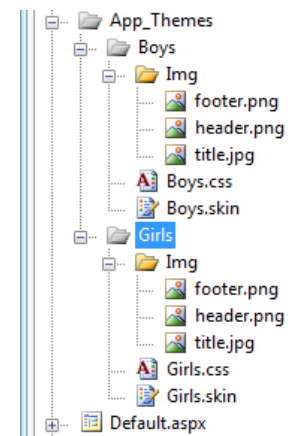 App_Themes
Boys
Img
footer.png
header.png
title.jpg
Boys.css
Boys.skin
Girls
Img
footer.png
header.png
title.jpg
Girls.css
Girls.skin
Default.aspx